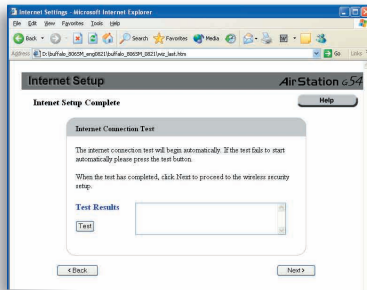 Internet Settings - Microsoft Internet Explorer
File Edit View Favorites Tools Help
Back Search Favorites Media
Address D:\buffalo_B06SM_eng0821\buffalo_B06SM_0821\wiz_last.htm Go Links
Internet Setup AirStation G54
Intenet Setup Complete Help
Internet Connection Test
The internet connection test will begin automatically. If the test fails to start
automatically please press the test button.
When the test has completed, click Next to proceed to the wireless security
setup.
Test Results
Test
< Back Next >